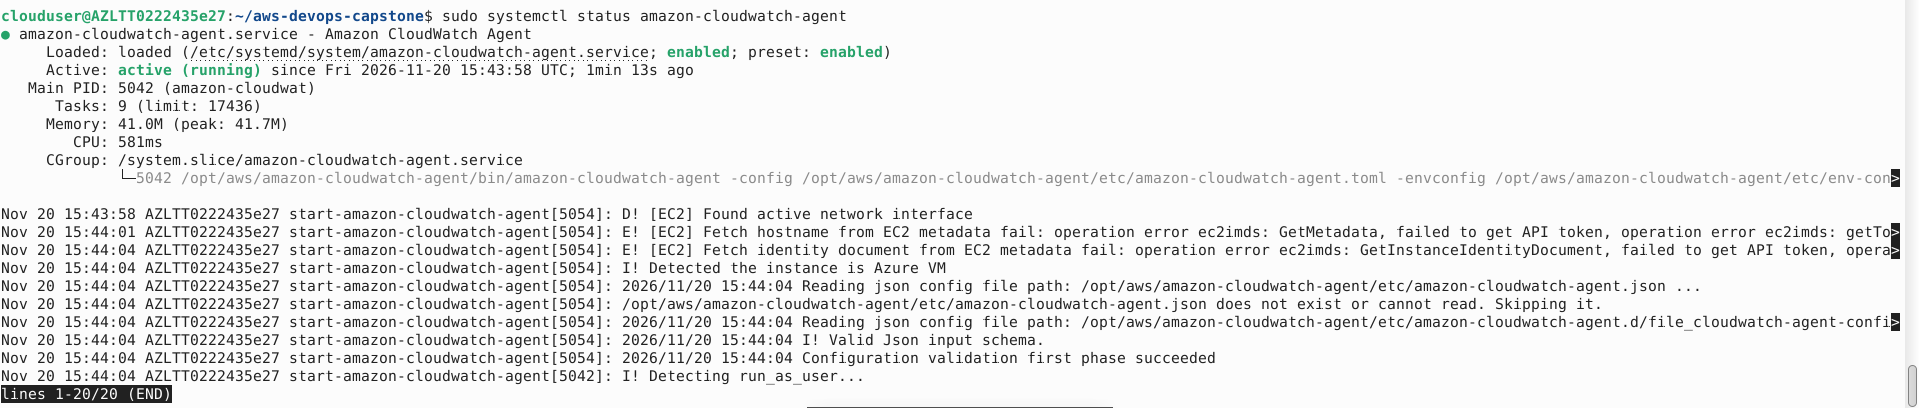 clouduser@AZLTT0222435e27:~/aws-devops-capstone$ sudo systemctl status amazon-cloudwatch-agent
● amazon-cloudwatch-agent.service - Amazon CloudWatch Agent
     Loaded: loaded (/etc/systemd/system/amazon-cloudwatch-agent.service; enabled; preset: enabled)
     Active: active (running) since Fri 2026-11-20 15:43:58 UTC; 1min 13s ago
   Main PID: 5042 (amazon-cloudwat)
      Tasks: 9 (limit: 17436)
     Memory: 41.0M (peak: 41.7M)
        CPU: 581ms
     CGroup: /system.slice/amazon-cloudwatch-agent.service
             └─5042 /opt/aws/amazon-cloudwatch-agent/bin/amazon-cloudwatch-agent -config /opt/aws/amazon-cloudwatch-agent/etc/amazon-cloudwatch-agent.toml -envconfig /opt/aws/amazon-cloudwatch-agent/etc/env-con>
Nov 20 15:43:58 AZLTT0222435e27 start-amazon-cloudwatch-agent[5054]: D! [EC2] Found active network interface
Nov 20 15:44:01 AZLTT0222435e27 start-amazon-cloudwatch-agent[5054]: E! [EC2] Fetch hostname from EC2 metadata fail: operation error ec2imds: GetMetadata, failed to get API token, operation error ec2imds: getTo>
Nov 20 15:44:04 AZLTT0222435e27 start-amazon-cloudwatch-agent[5054]: E! [EC2] Fetch identity document from EC2 metadata fail: operation error ec2imds: GetInstanceIdentityDocument, failed to get API token, opera>
Nov 20 15:44:04 AZLTT0222435e27 start-amazon-cloudwatch-agent[5054]: I! Detected the instance is Azure VM
Nov 20 15:44:04 AZLTT0222435e27 start-amazon-cloudwatch-agent[5054]: 2026/11/20 15:44:04 Reading json config file path: /opt/aws/amazon-cloudwatch-agent/etc/amazon-cloudwatch-agent.json ...
Nov 20 15:44:04 AZLTT0222435e27 start-amazon-cloudwatch-agent[5054]: /opt/aws/amazon-cloudwatch-agent/etc/amazon-cloudwatch-agent.json does not exist or cannot read. Skipping it.
Nov 20 15:44:04 AZLTT0222435e27 start-amazon-cloudwatch-agent[5054]: 2026/11/20 15:44:04 Reading json config file path: /opt/aws/amazon-cloudwatch-agent/etc/amazon-cloudwatch-agent.d/file_cloudwatch-agent-confi>
Nov 20 15:44:04 AZLTT0222435e27 start-amazon-cloudwatch-agent[5054]: 2026/11/20 15:44:04 I! Valid Json input schema.
Nov 20 15:44:04 AZLTT0222435e27 start-amazon-cloudwatch-agent[5054]: 2026/11/20 15:44:04 Configuration validation first phase succeeded
Nov 20 15:44:04 AZLTT0222435e27 start-amazon-cloudwatch-agent[5042]: I! Detecting run_as_user...
lines 1-20/20 (END)